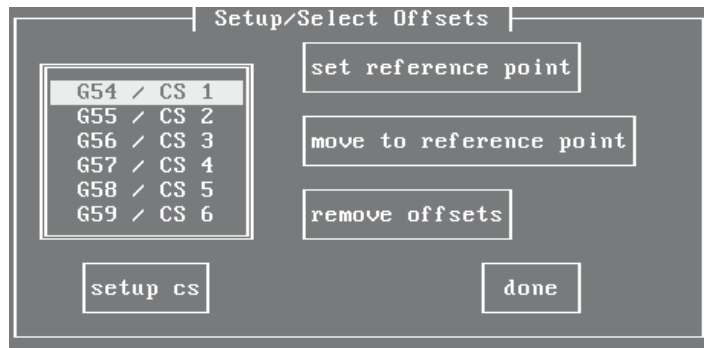 Setup/Select Offsets
G54 / CS 1
G55 / CS 2
G56 / CS 3
G57 / CS 4
G58 / CS 5
G59 / CS 6
set reference point
move to reference point
remove offsets
setup cs
done